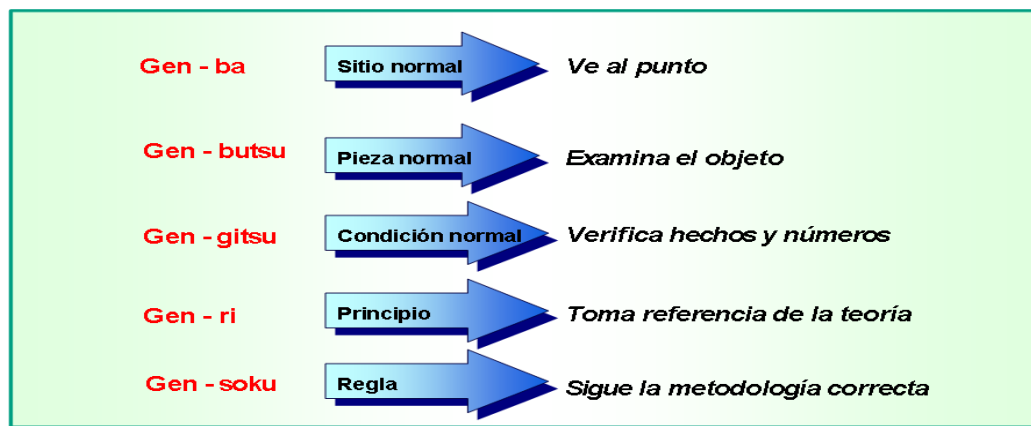 Gen - ba Sitio normal Ve al punto
Gen - butsu Pieza normal Examina el objeto
Gen - gitsu Condición normal Verifica hechos y números
Gen - ri Principio Toma referencia de la teoría
Gen - soku Regla Sigue la metodología correcta